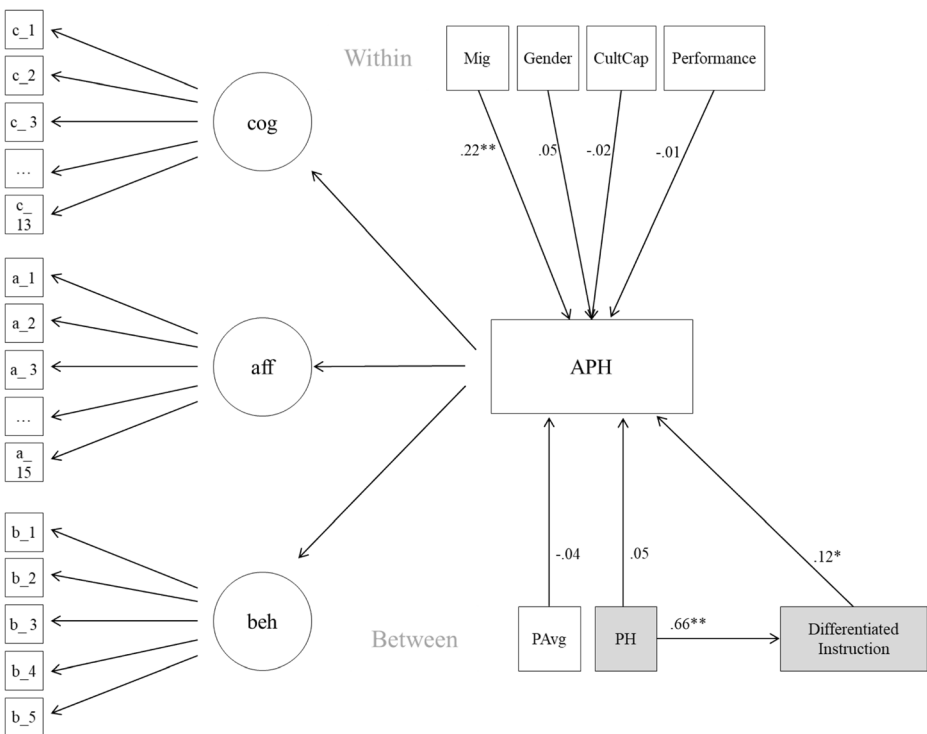 c_1
c_2
c_ 3
...
c_
13
cog
Within
Mig
Gender
CultCap
Performance
.22**
.05
-.02
-.01
a_1
a_2
a_ 3
...
a_
15
aff
APH
b_1
b_2
b_ 3
b_4
b_5
beh
Between
-.04
.05
.12*
PAvg
PH
.66**
Differentiated
Instruction